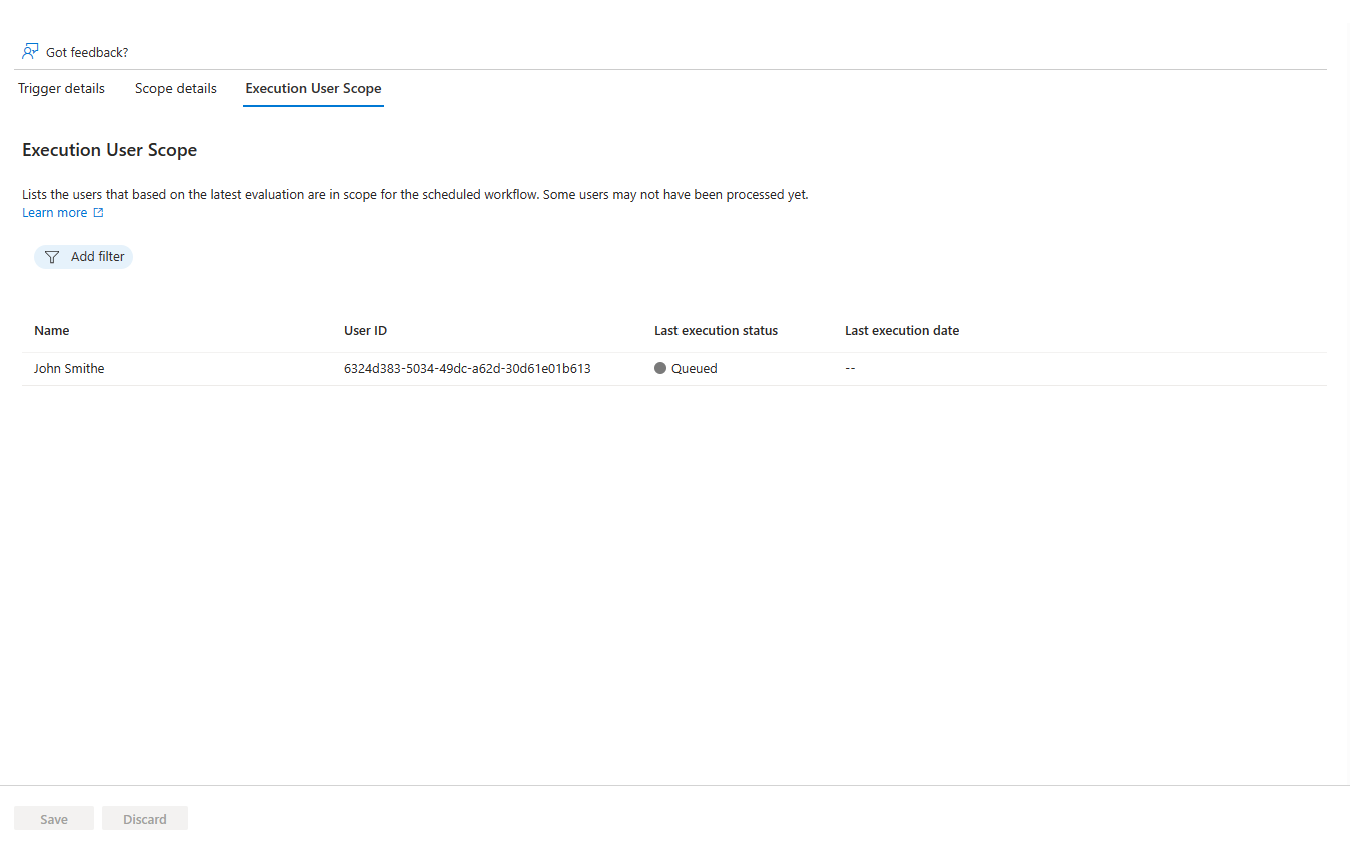 Got feedback?
Trigger details Scope details Execution User Scope
Execution User Scope
Lists the users that based on the latest evaluation are in scope for the scheduled workflow. Some users may not have been processed yet.
Learn more
Add filter
Name User ID Last execution status Last execution date
John Smithe 6324d383-5034-49dc-a62d-30d61e01b613 Queued --
Save Discard